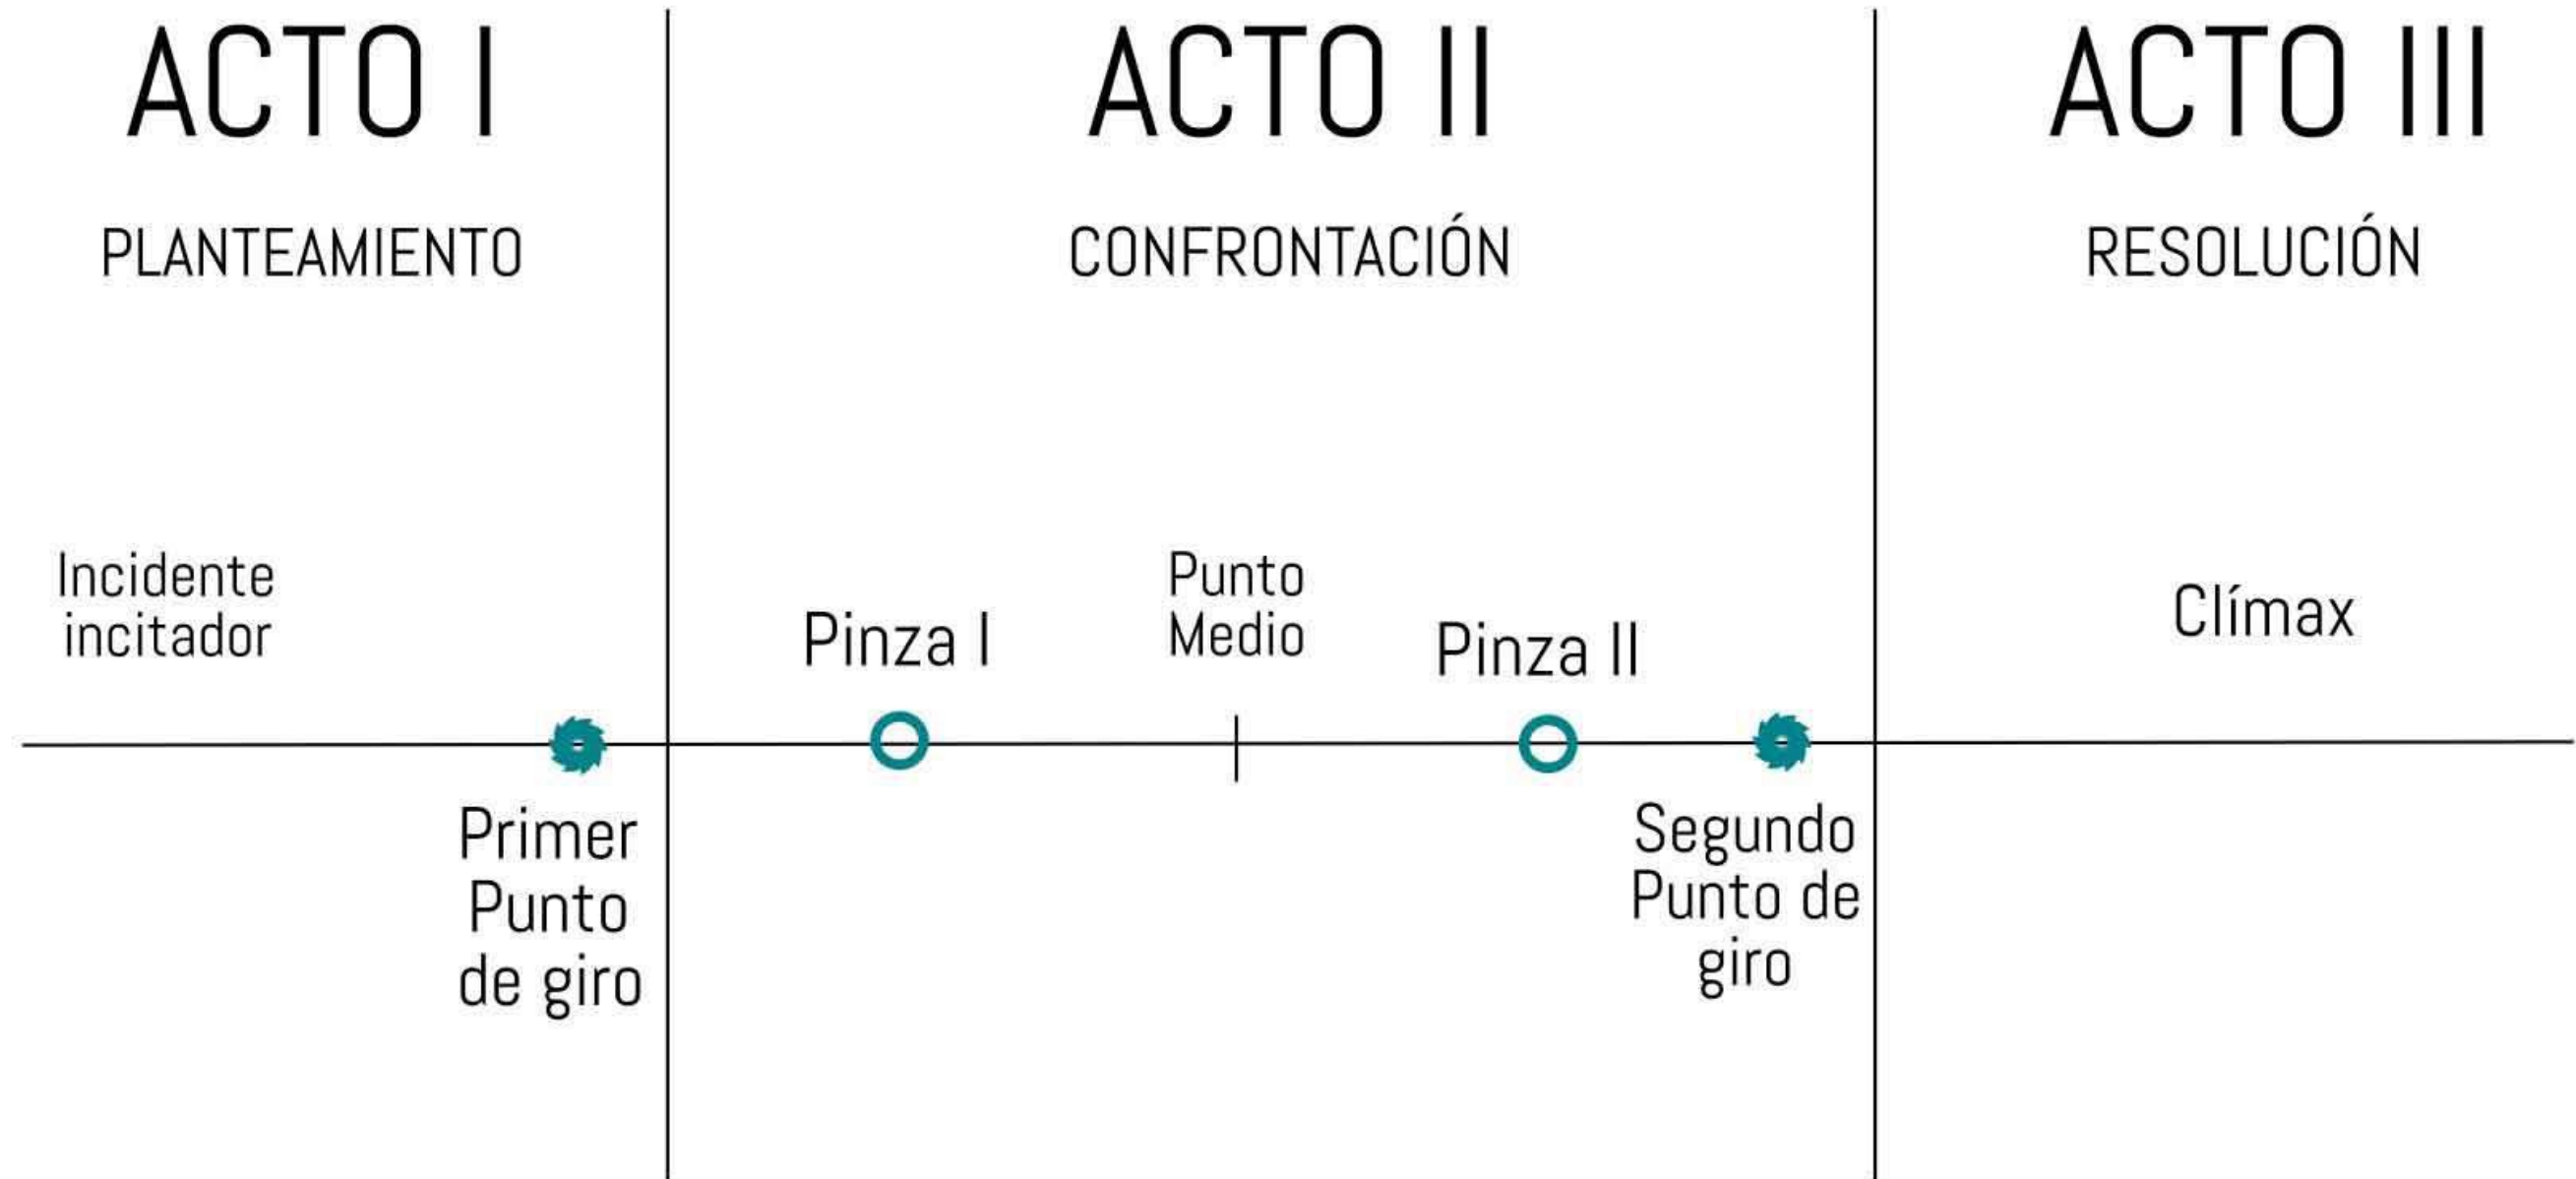 ACTO I
PLANTEAMIENTO
Incidente
incitador
Primer
Punto
de giro
ACTO II
CONFRONTACIÓN
Pinza I
Punto
Medio
Pinza II
Segundo
Punto de
giro
ACTO III
RESOLUCIÓN
Clímax